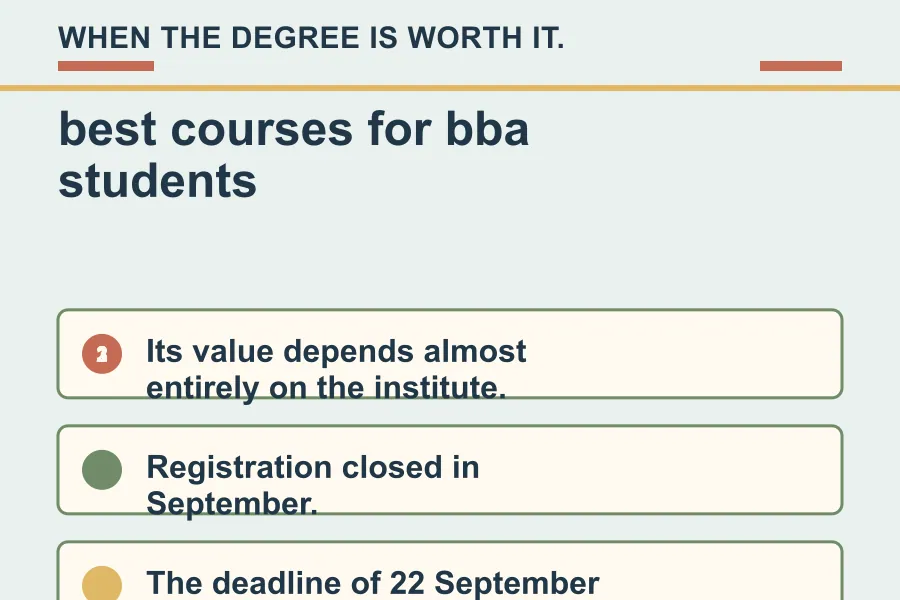 WHEN THE DEGREE IS WORTH IT.
best courses for bba
students
Its value depends almost
entirely on the institute.
Registration closed in
September.
The deadline of 22 September